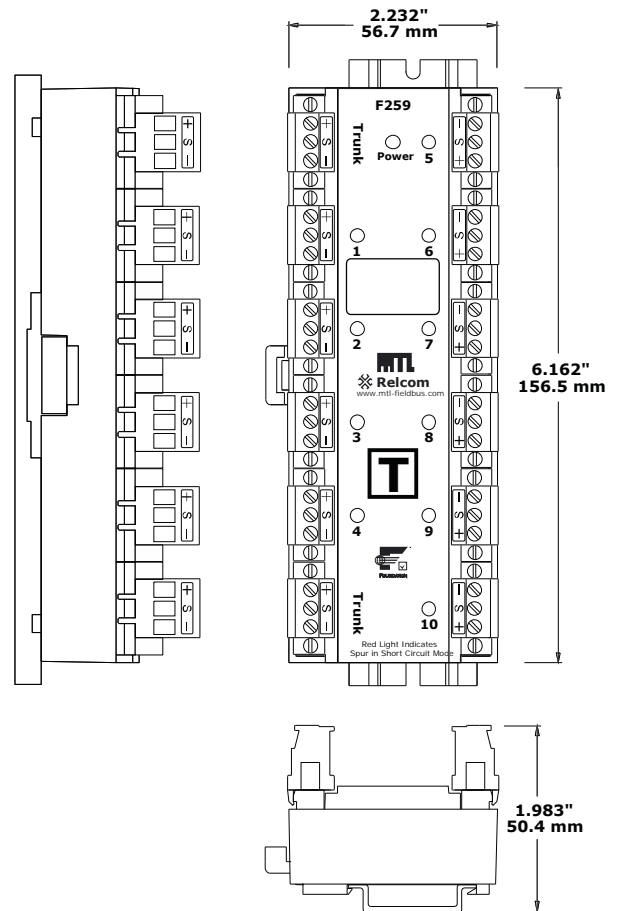 2.232"
56.7 mm
F259
Trunk
Power
5
1
6
2
7
6.162"
156.5 mm
MTL
Relcom
www.mtl-fieldbus.com
3
8
T
4
9
FOUNDATION
Trunk
10
Red Light Indicates
Spur in Short Circuit Mode
+ S −
+ S −
+ S −
+ S −
+ S −
+ S −
+ S −
+ S −
+ S −
+ S −
+ S −
+ S −
− S +
− S +
− S +
− S +
− S +
− S +
1.983"
50.4 mm